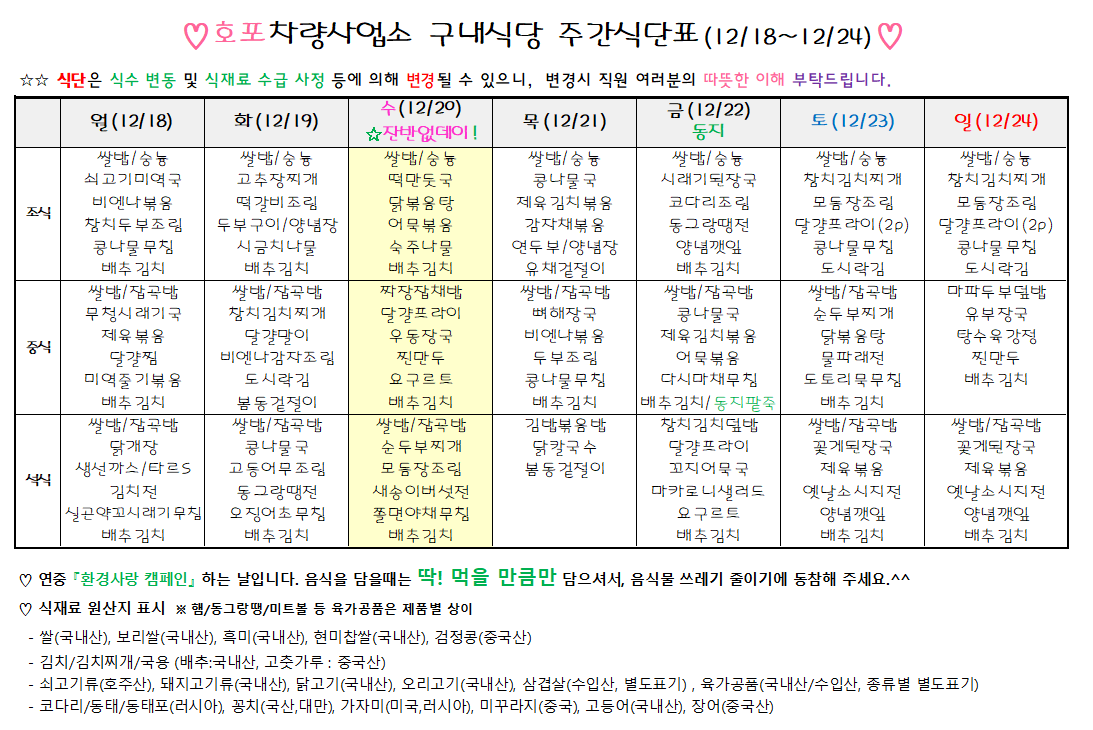 ♡호포차량사업소 구내식당 주간식단표(12/18~12/24)♡
☆☆ 식단은 식수 변동 및 식재료 수급 사정 등에 의해 변경될 수 있으니, 변경시 직원 여러분의 따뜻한 이해 부탁드립니다.
월(12/18) 화(12/19) 수(12/20) ☆잔반없데이! 목(12/21) 금(12/22) 동지 토(12/23) 일(12/24)
조식
쌀밥/숭늉 쌀밥/숭늉 쌀밥/숭늉 쌀밥/숭늉 쌀밥/숭늉 쌀밥/숭늉 쌀밥/숭늉
쇠고기미역국 고추장찌개 떡만둣국 콩나물국 시래기된장국 참치김치찌개 참치김치찌개
비엔나볶음 떡갈비조림 닭볶음탕 제육김치볶음 코다리조림 모둠장조림 모둠장조림
참치두부조림 두부구이/양념장 어묵볶음 감자채볶음 동그랑땡전 달걀프라이(2p) 달걀프라이(2p)
콩나물무침 시금치나물 숙주나물 연두부/양념장 양념깻잎 콩나물무침 콩나물무침
배추김치 배추김치 배추김치 유채겉절이 배추김치 도시락김 도시락김
중식
쌀밥/잡곡밥 쌀밥/잡곡밥 짜장잡채밥 쌀밥/잡곡밥 쌀밥/잡곡밥 쌀밥/잡곡밥 마파두부덮밥
무청시래기국 참치김치찌개 달걀프라이 뼈해장국 콩나물국 순두부찌개 유부장국
제육볶음 달걀말이 우동장국 비엔나볶음 제육김치볶음 닭볶음탕 탕수육강정
달걀찜 비엔나감자조림 찐만두 두부조림 어묵볶음 물파래전 찐만두
미역줄기볶음 도시락김 요구르트 콩나물무침 다시마채무침 도토리묵무침 배추김치
배추김치 봄동겉절이 배추김치 배추김치 배추김치/동지팥죽 배추김치
석식
쌀밥/잡곡밥 쌀밥/잡곡밥 쌀밥/잡곡밥 김밥볶음밥 참치김치덮밥 쌀밥/잡곡밥 쌀밥/잡곡밥
닭개장 콩나물국 순두부찌개 닭칼국수 달걀프라이 꽃게된장국 꽃게된장국
생선까스/타르S 고등어무조림 모둠장조림 봄동겉절이 꼬지어묵국 제육볶음 제육볶음
김치전 동그랑땡전 새송이버섯전 마카로니샐러드 옛날소시지전 옛날소시지전
실곤약꼬시래기무침 오징어초무침 쫄면야채무침 요구르트 양념깻잎 양념깻잎
배추김치 배추김치 배추김치 배추김치 배추김치 배추김치
♡ 연중 『환경사랑 캠페인』 하는 날입니다. 음식을 담을때는 딱! 먹을 만큼만 담으셔서, 음식물 쓰레기 줄이기에 동참해 주세요.^^
♡ 식재료 원산지 표시 ※ 햄/동그랑땡/미트볼 등 육가공품은 제품별 상이
- 쌀(국내산), 보리쌀(국내산), 흑미(국내산), 현미찹쌀(국내산), 검정콩(중국산)
- 김치/김치찌개/국용 (배추:국내산, 고춧가루 : 중국산)
- 쇠고기류(호주산), 돼지고기류(국내산), 닭고기(국내산), 오리고기(국내산), 삼겹살(수입산, 별도표기) , 육가공품(국내산/수입산, 종류별 별도표기)
- 코다리/동태/동태포(러시아), 꽁치(국산,대만), 가자미(미국,러시아), 미꾸라지(중국), 고등어(국내산), 장어(중국산)